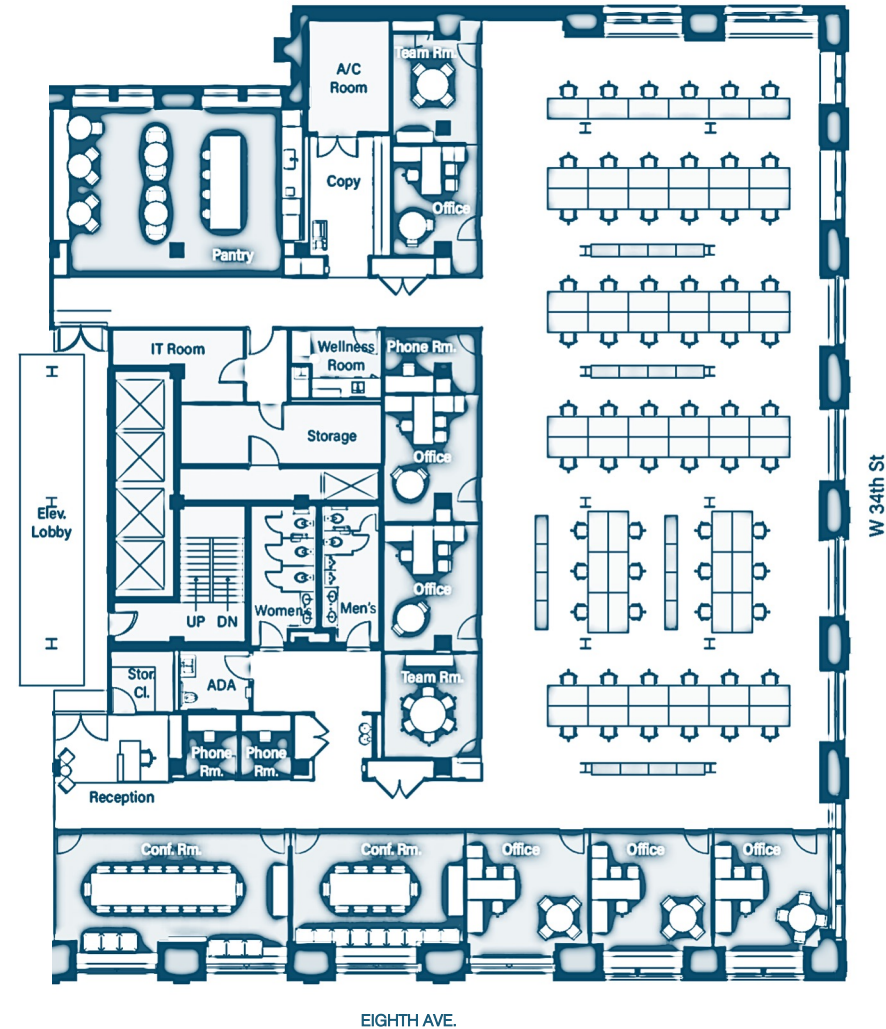 Team Rm.
A/C
Room
Copy
Office
Pantry
IT Room
Wellness
Room
Phone Rm.
Storage
Office
Elev.
Lobby
W 34th St
Office
UP DN
Women's
Men's
Stor.
Cl.
ADA
Team Rm.
Phone
Rm.
Phone
Rm.
Reception
Conf. Rm.
Conf. Rm.
Office
Office
Office
EIGHTH AVE.